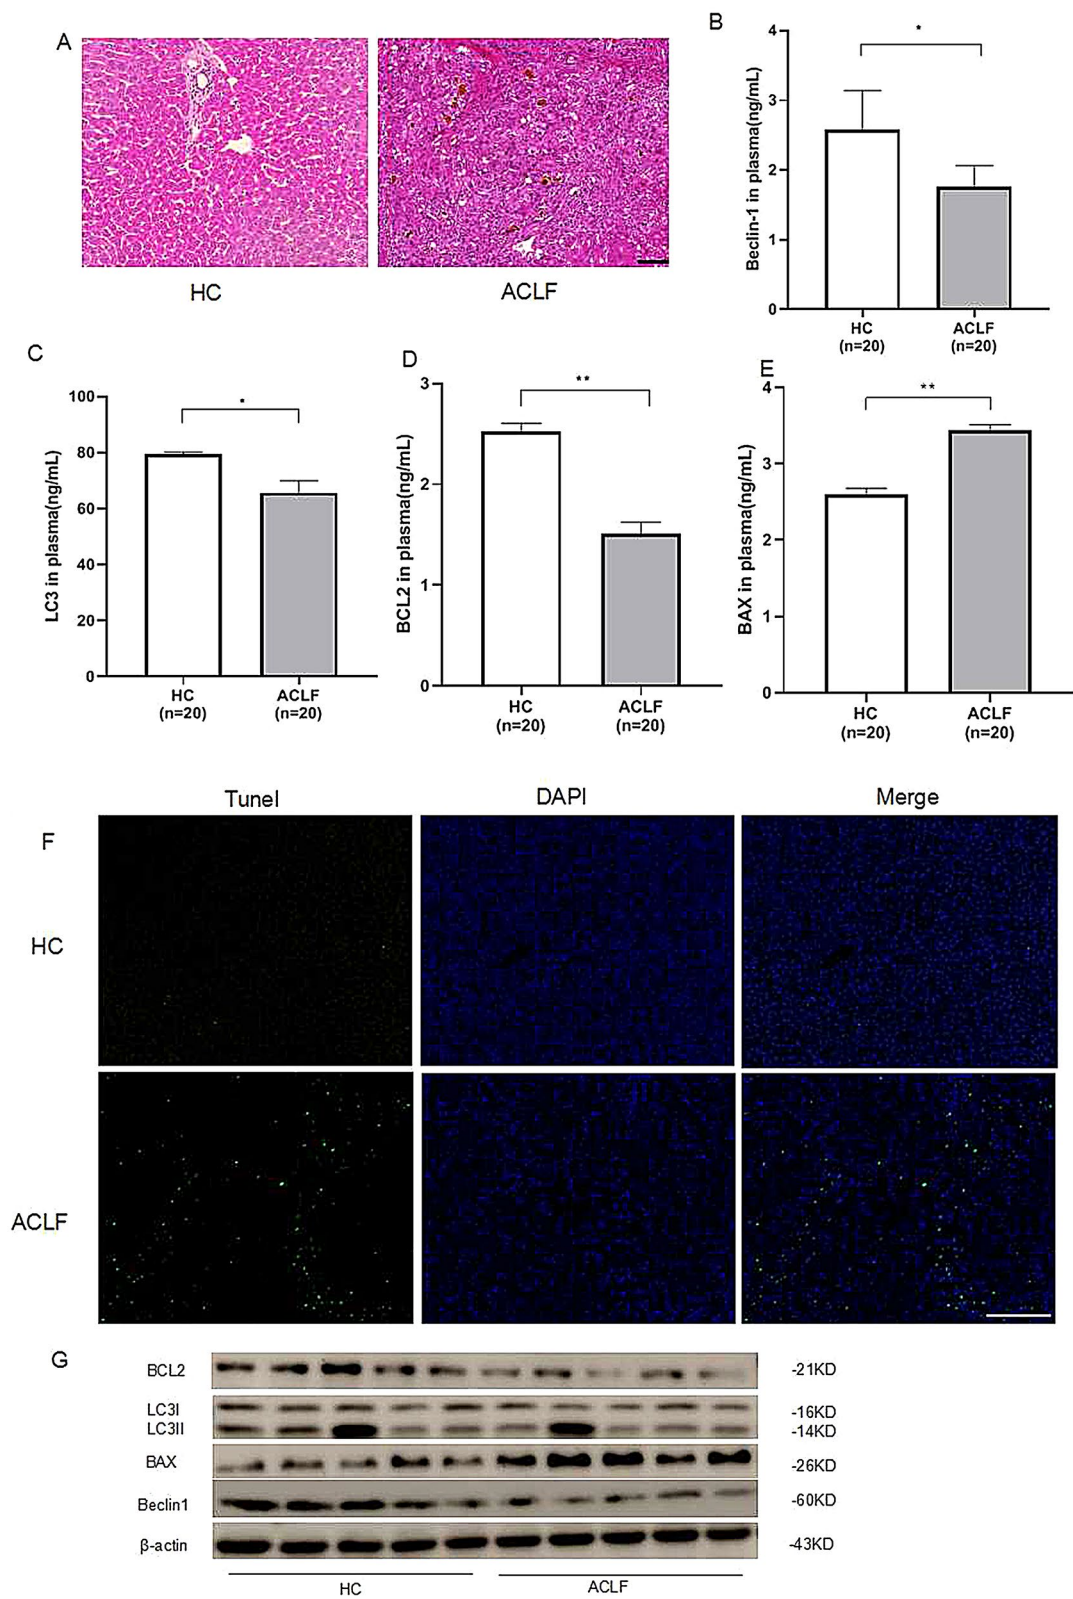 A
HC
ACLF
B
Beclin-1 in plasma(ng/mL)
4
3
2
1
0
*
HC
(n=20)
ACLF
(n=20)
C
LC3 in plasma(ng/mL)
100
80
60
40
20
0
*
HC
(n=20)
ACLF
(n=20)
D
BCL2 in plasma(ng/mL)
3
2
1
0
**
HC
(n=20)
ACLF
(n=20)
E
BAX in plasma(ng/mL)
4
3
2
1
0
**
HC
(n=20)
ACLF
(n=20)
F
Tunel DAPI Merge
HC
ACLF
G
BCL2 -21KD
LC3I -16KD
LC3II -14KD
BAX -26KD
Beclin1 -60KD
β-actin -43KD
HC ACLF